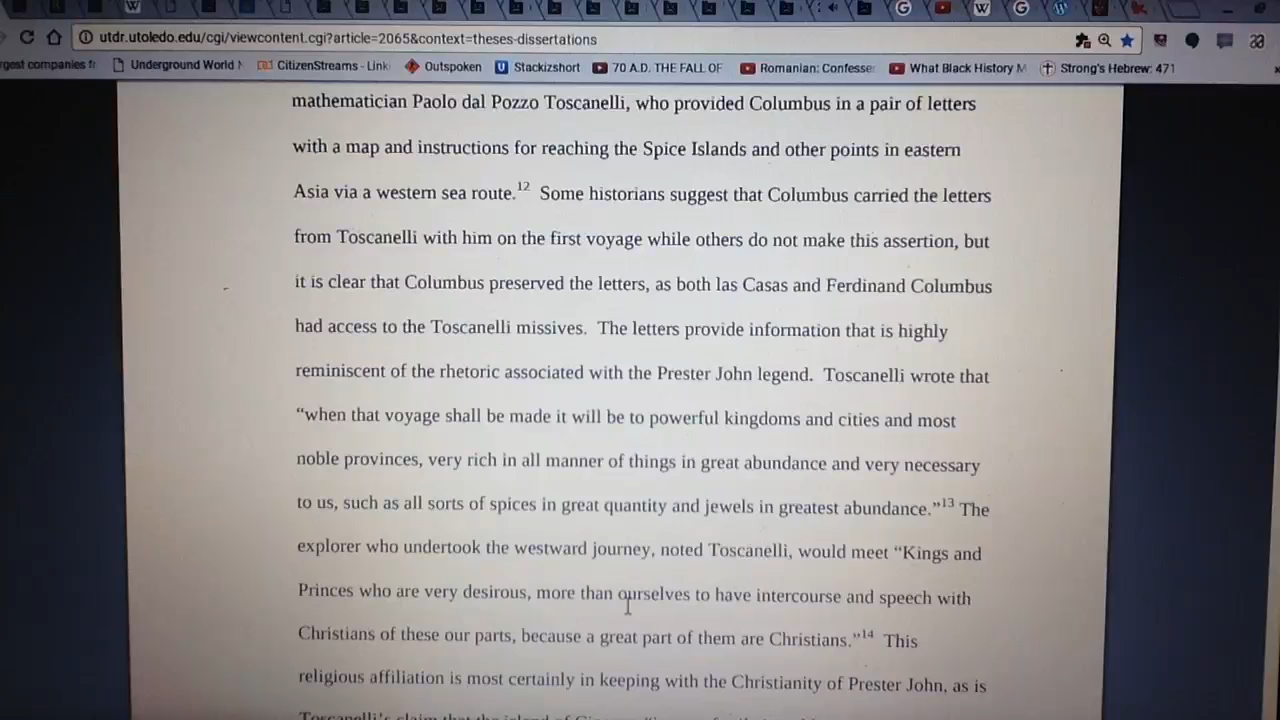 utdr.utoledo.edu/cgi/viewcontent.cgi?article=2065&context=theses-dissertations
rgest companies fr Underground World N CitizenStreams - Link Outspoken Stackizshort 70 A.D. THE FALL OF Romanian: Confesse What Black History M Strong's Hebrew: 471
mathematician Paolo dal Pozzo Toscanelli, who provided Columbus in a pair of letters
with a map and instructions for reaching the Spice Islands and other points in eastern
Asia via a western sea route.12 Some historians suggest that Columbus carried the letters
from Toscanelli with him on the first voyage while others do not make this assertion, but
it is clear that Columbus preserved the letters, as both las Casas and Ferdinand Columbus
had access to the Toscanelli missives. The letters provide information that is highly
reminiscent of the rhetoric associated with the Prester John legend. Toscanelli wrote that
“when that voyage shall be made it will be to powerful kingdoms and cities and most
noble provinces, very rich in all manner of things in great abundance and very necessary
to us, such as all sorts of spices in great quantity and jewels in greatest abundance.”13 The
explorer who undertook the westward journey, noted Toscanelli, would meet “Kings and
Princes who are very desirous, more than ourselves to have intercourse and speech with
Christians of these our parts, because a great part of them are Christians.”14 This
religious affiliation is most certainly in keeping with the Christianity of Prester John, as is
Toscanelli's claim that the island of